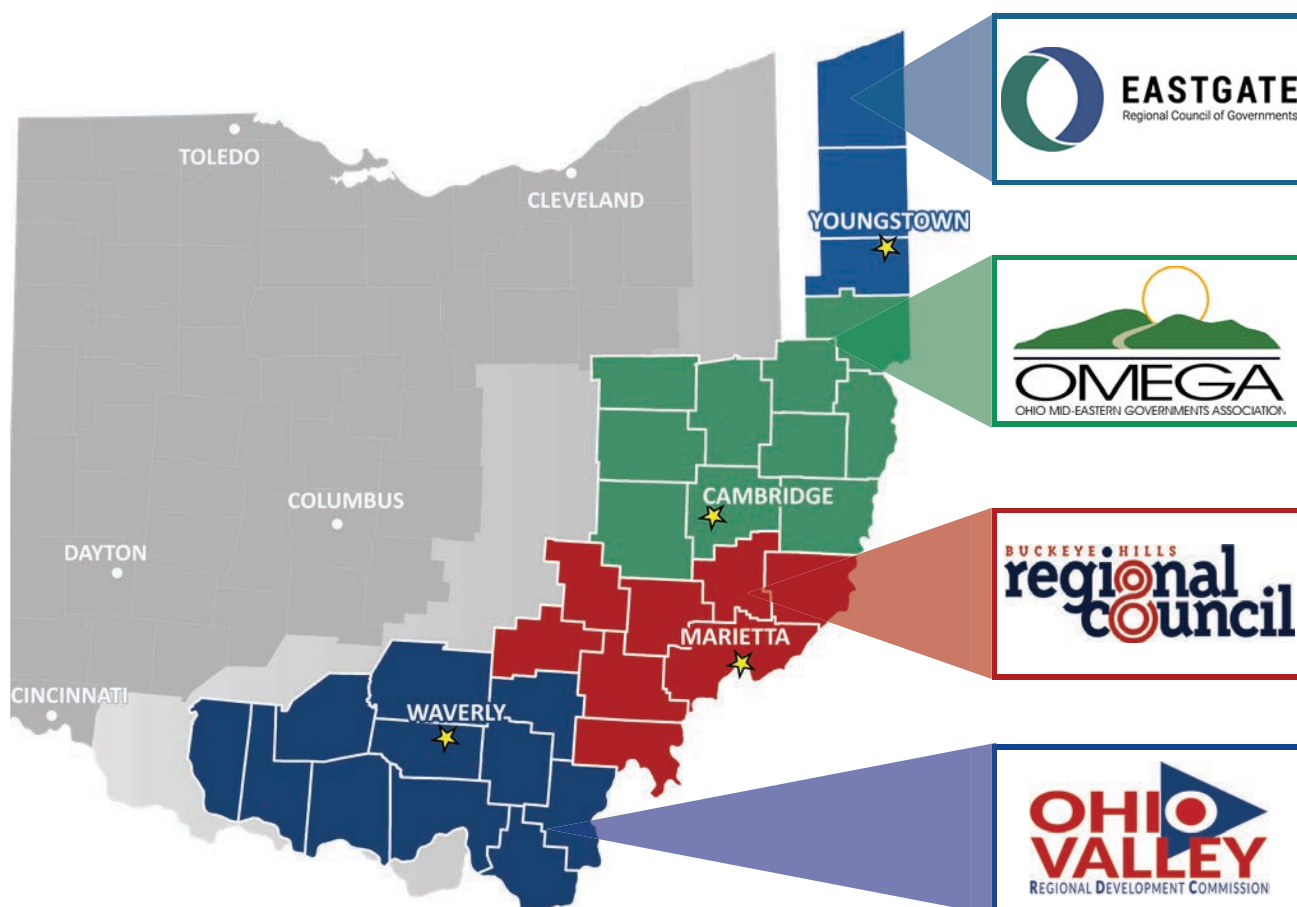 TOLEDO
CLEVELAND
YOUNGSTOWN
COLUMBUS
CAMBRIDGE
DAYTON
MARIETTA
CINCINNATI
WAVERLY
EASTGATE
Regional Council of Governments
OMEGA
OHIO MID-EASTERN GOVERNMENTS ASSOCIATION
BUCKEYE HILLS
regional
council
OHIO
VALLEY
REGIONAL DEVELOPMENT COMMISSION